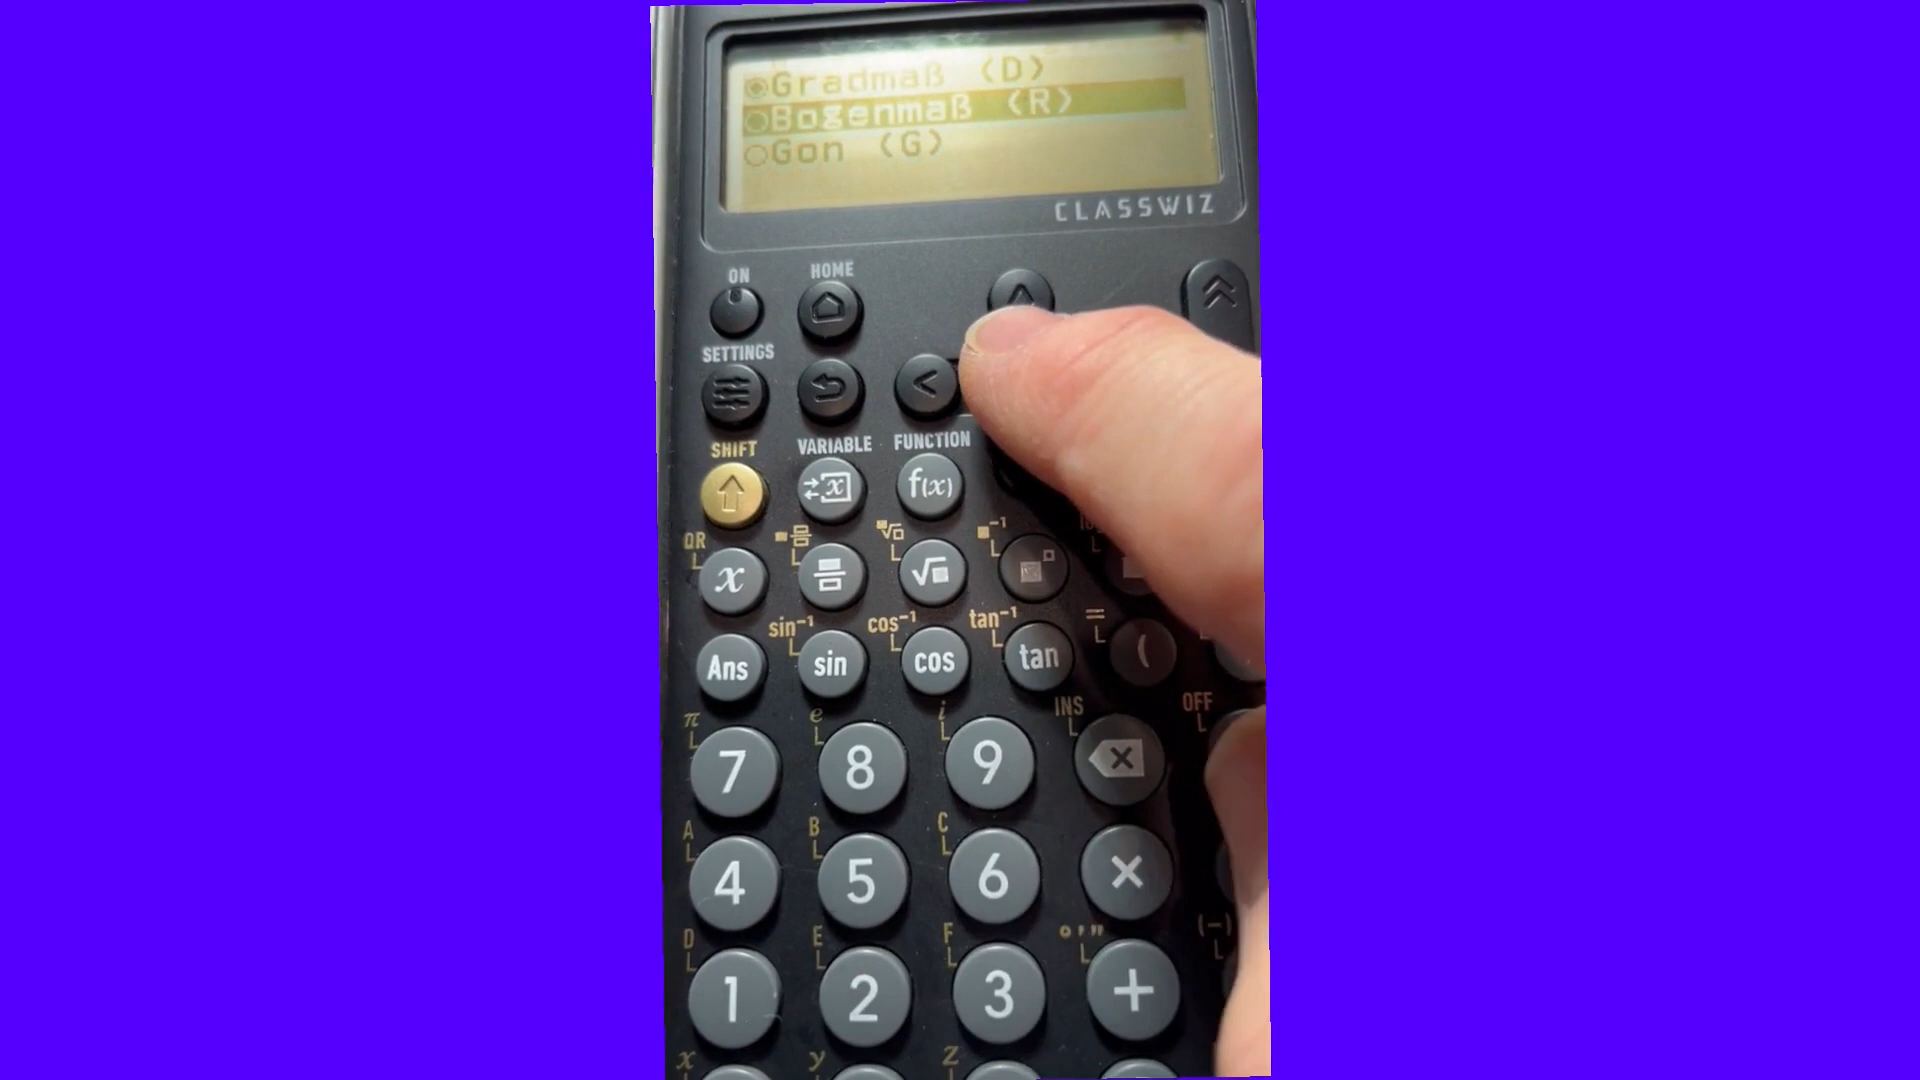 Gradmaß (D)
Bogenmaß (R)
Gon (G)
CLASSWIZ
ON HOME
SETTINGS
SHIFT VARIABLE FUNCTION
x f(x)
QR ■√□ ■⁻¹
x √■
sin⁻¹ cos⁻¹ tan⁻¹ =
Ans sin cos tan (
π e i INS OFF
7 8 9
A B C
4 5 6 ×
D E F ° ′ ″ (−)
1 2 3 +
x y z